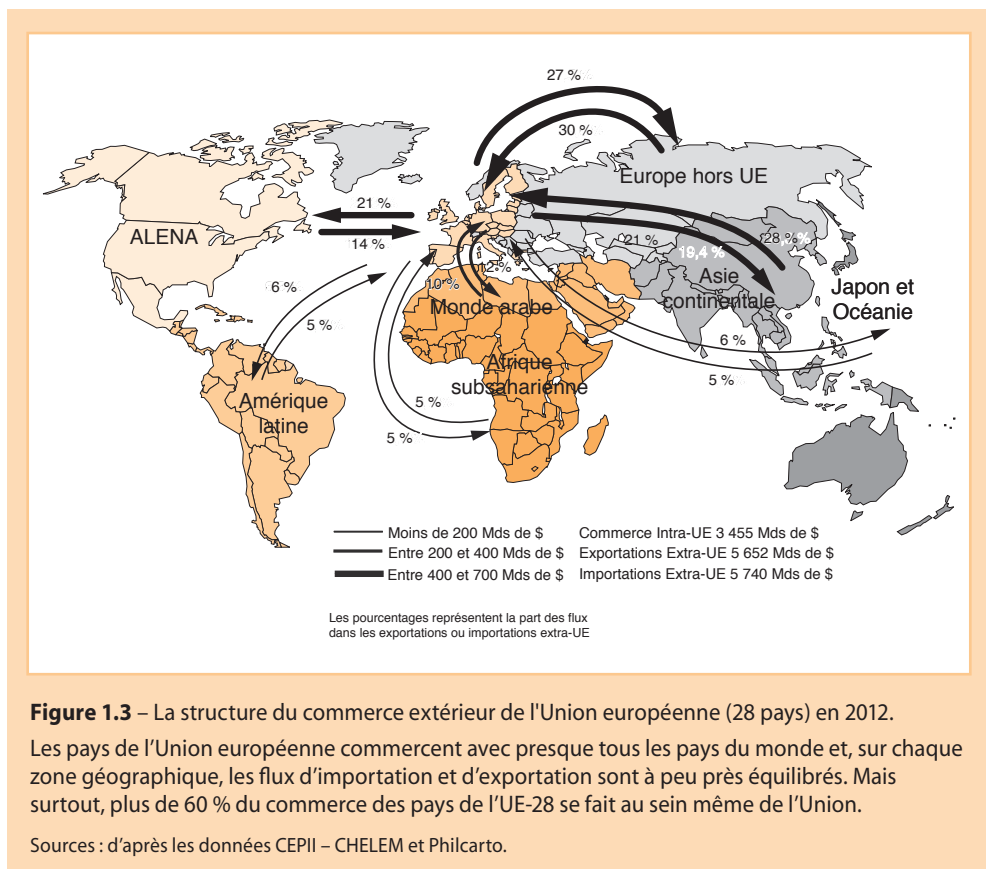 27 %
30 %
Europe hors UE
21 %
14 %
ALENA
21 %
28 %
19,4 %
Asie
continentale
12 %
10 %
Monde arabe
Japon et
Océanie
6 %
5 %
6 %
5 %
Afrique
subsaharienne
Amérique
latine
5 %
5 %
Moins de 200 Mds de $
Entre 200 et 400 Mds de $
Entre 400 et 700 Mds de $
Commerce Intra-UE 3 455 Mds de $
Exportations Extra-UE 5 652 Mds de $
Importations Extra-UE 5 740 Mds de $
Les pourcentages représentent la part des flux
dans les exportations ou importations extra-UE
Figure 1.3 – La structure du commerce extérieur de l'Union européenne (28 pays) en 2012.
Les pays de l’Union européenne commercent avec presque tous les pays du monde et, sur chaque
zone géographique, les flux d’importation et d’exportation sont à peu près équilibrés. Mais
surtout, plus de 60 % du commerce des pays de l’UE-28 se fait au sein même de l’Union.
Sources : d’après les données CEPII – CHELEM et Philcarto.